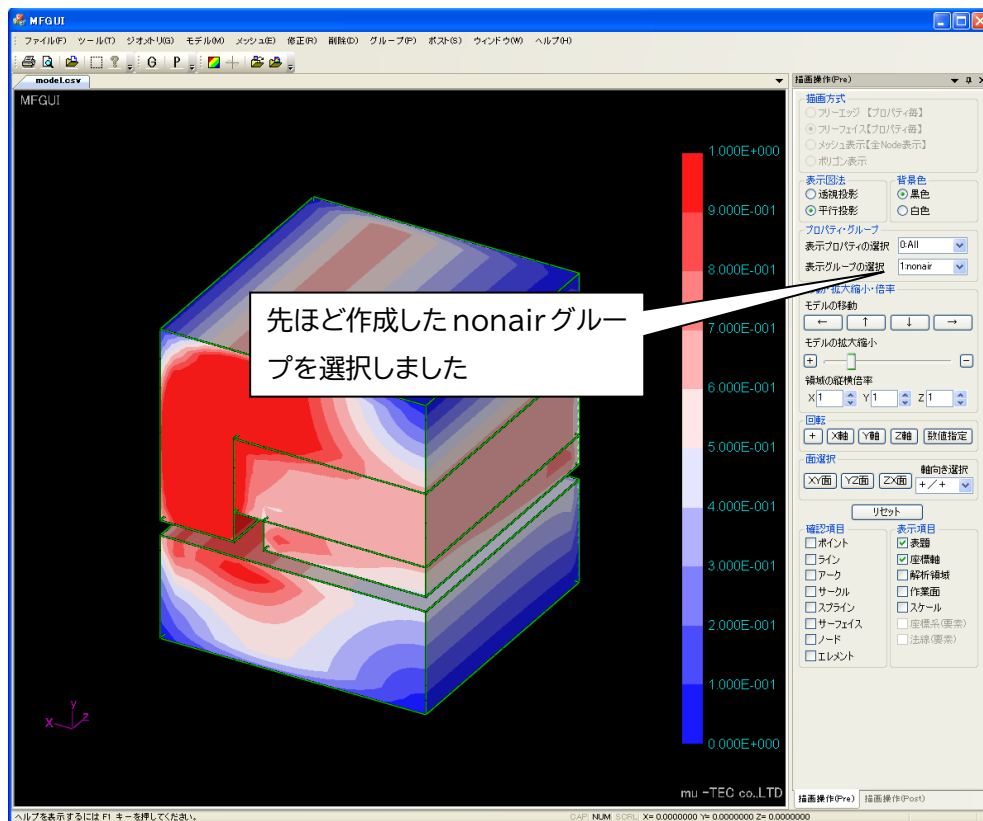 MFGUI
ファイル(F) ツール(T) ジオメトリ(G) モデル(M) メッシュ(E) 修正(R) 削除(D) グループ(P) ポスト(S) ウィンドウ(W) ヘルプ(H)
G P
model.csv
MFGUI
1.000E+000
9.000E-001
8.000E-001
7.000E-001
6.000E-001
5.000E-001
4.000E-001
3.000E-001
2.000E-001
1.000E-001
0.000E+000
先ほど作成した nonair グルー
プを選択しました
X Y Z
mu -TEC co.,LTD
描画操作(Pre)
描画方式
フリーエッジ 【プロパティ毎】
フリーフェイス【プロパティ毎】
メッシュ表示【全Node表示】
ポリゴン表示
表示図法
透視投影
平行投影
背景色
黒色
白色
プロパティ・グループ
表示プロパティの選択 0:All
表示グループの選択 1:nonair
・拡大縮小・倍率
モデルの移動
← ↑ ↓ →
モデルの拡大縮小
+ −
領域の縦横倍率
X 1 Y 1 Z 1
回転
+ X軸 Y軸 Z軸 数値指定
面選択
軸向き選択
XY面 YZ面 ZX面 +/+
リセット
確認項目
ポイント
ライン
アーク
サークル
スプライン
サーフェイス
ノード
エレメント
表示項目
表題
座標軸
解析領域
作業面
スケール
座標系(要素)
法線(要素)
描画操作(Pre) 描画操作(Post)
ヘルプを表示するには F1 キーを押してください。
CAP NUM SCRL X= 0.0000000 Y= 0.0000000 Z= 0.0000000